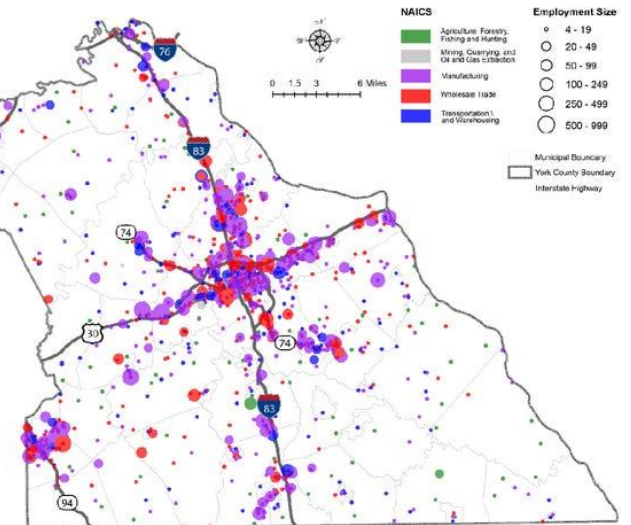 NAICS
Agriculture, Forestry,
Fishing and Hunting
Mining, Quarrying, and
Oil and Gas Extraction
Manufacturing
Wholesale Trade
Transportation \
and Warehousing
Employment Size
4 - 19
20 - 49
50 - 99
100 - 249
250 - 499
500 - 999
Municipal Boundary
York County Boundary
Interstate Highway
0 1.5 3 6 Miles
76
83
74
30
74
83
94